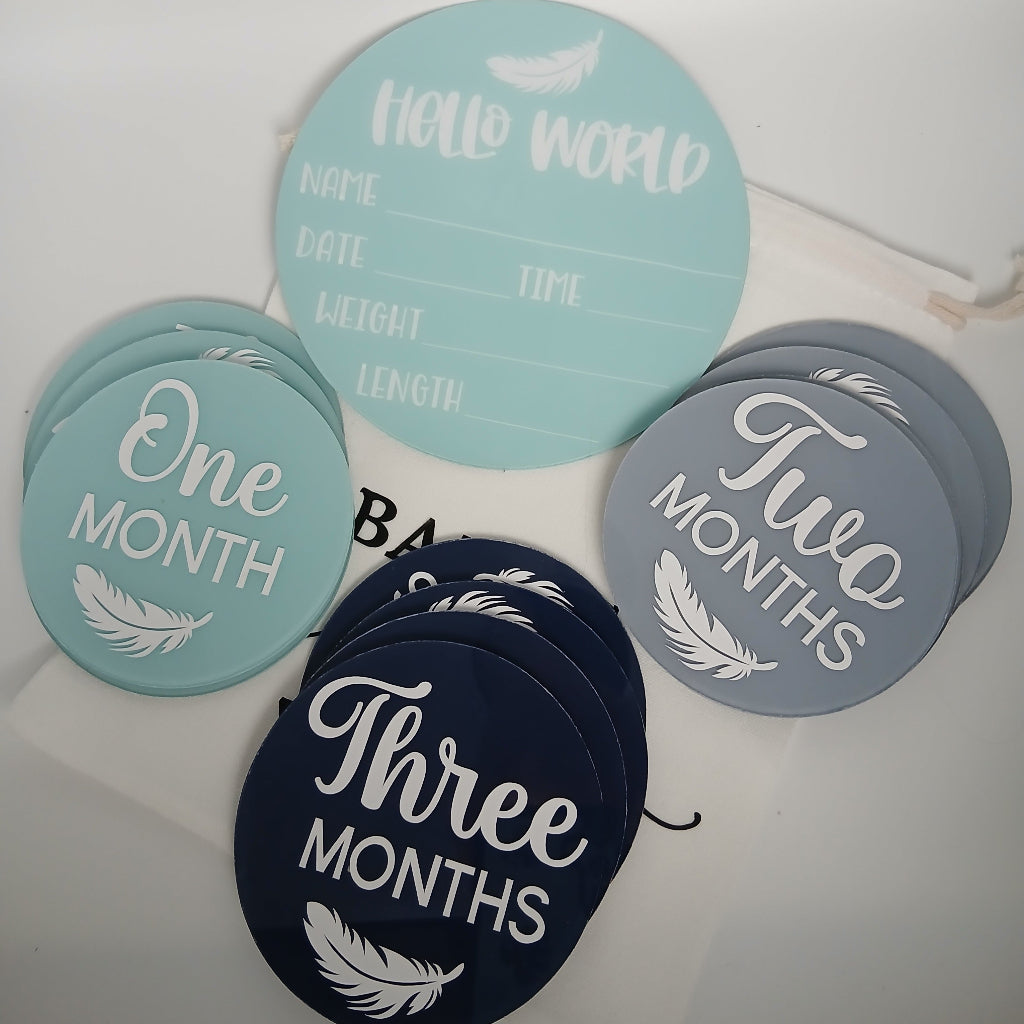 HELLO WORLD
NAME
DATE TIME
WEIGHT
LENGTH
One
MONTH
Two
MONTHS
Three
MONTHS